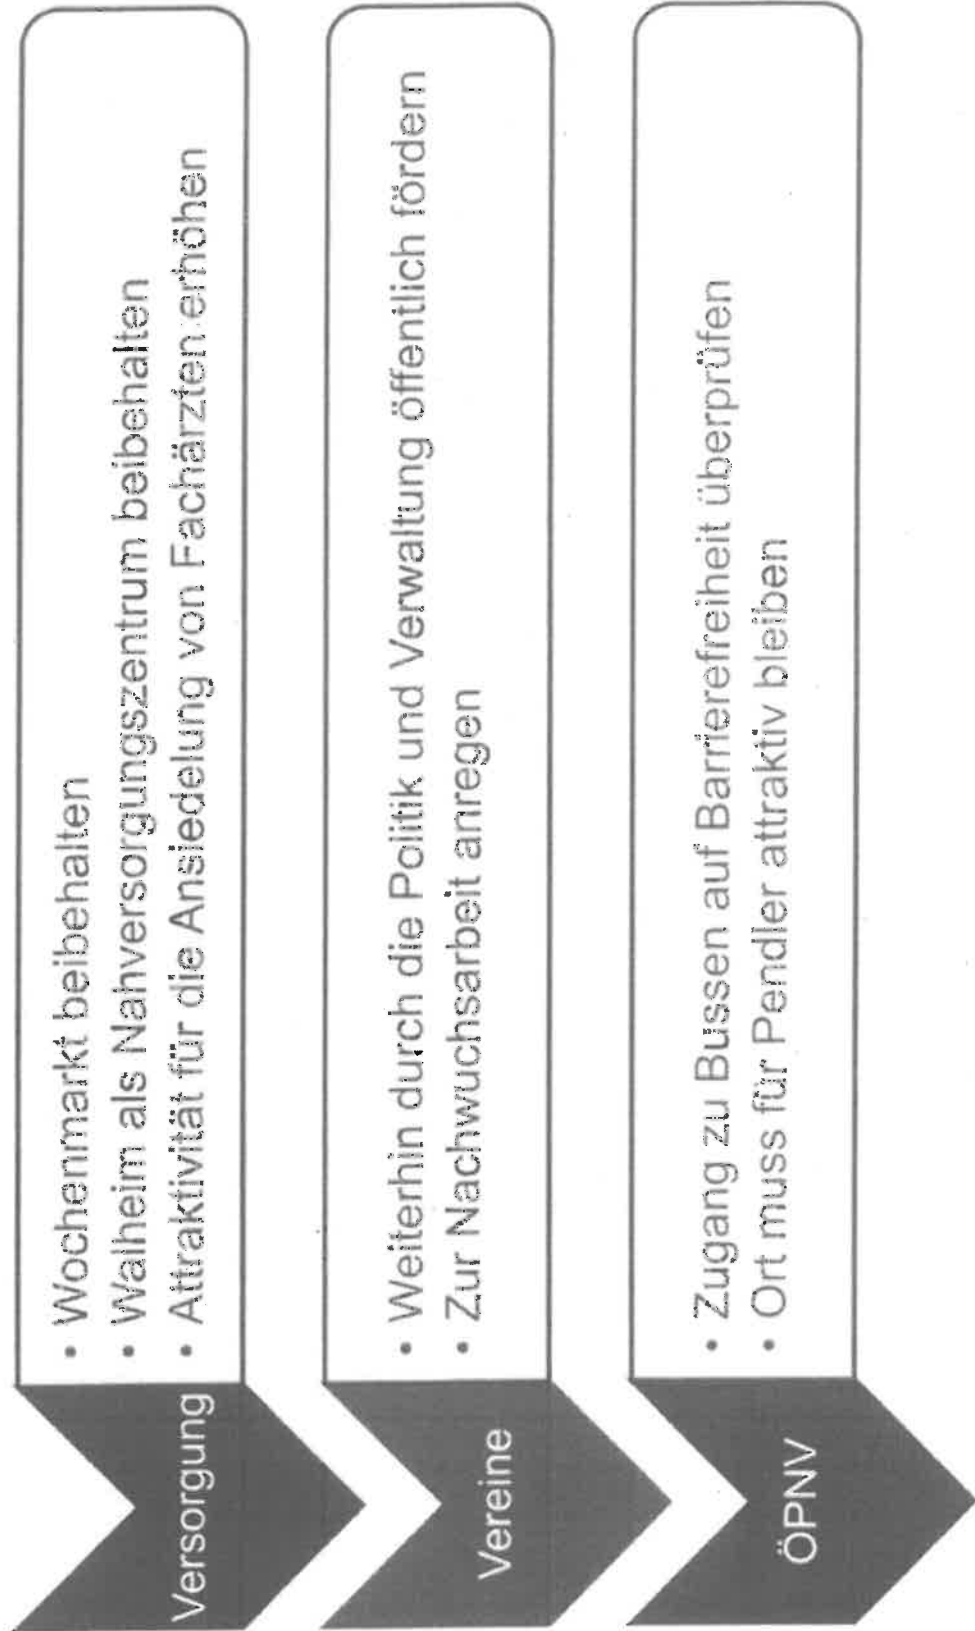 Versorgung
• Wochenmarkt beibehalten
• Walheim als Nahversorgungszentrum beibehalten
• Attraktivität für die Ansiedelung von Fachärzten erhöhen
Vereine
• Weiterhin durch die Politik und Verwaltung öffentlich fördern
• Zur Nachwuchsarbeit anregen
ÖPNV
• Zugang zu Bussen auf Barrierefreiheit überprüfen
• Ort muss für Pendler attraktiv bleiben